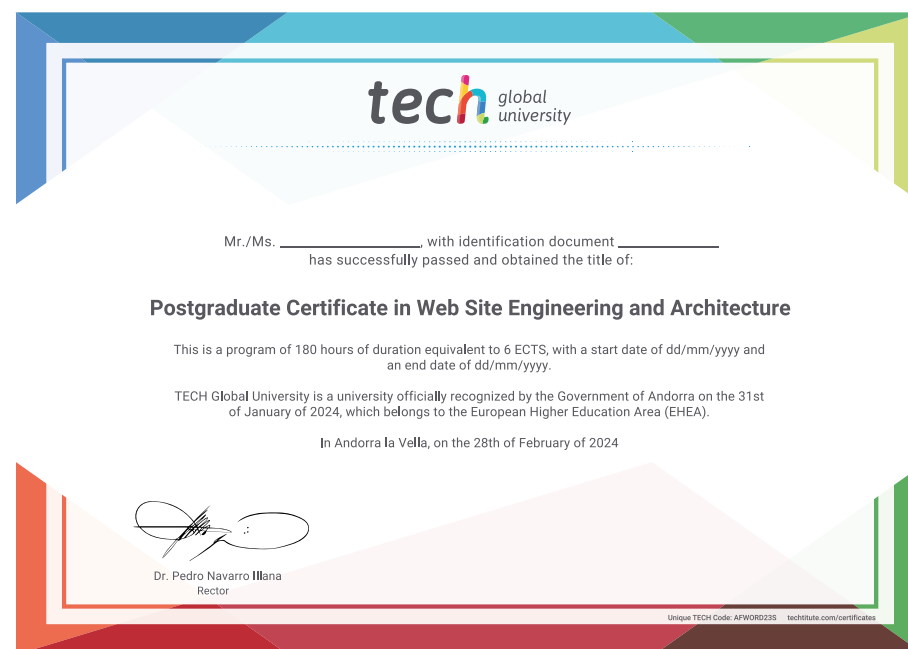 tech global university
Mr./Ms. ____________________, with identification document ______________
has successfully passed and obtained the title of:
Postgraduate Certificate in Web Site Engineering and Architecture
This is a program of 180 hours of duration equivalent to 6 ECTS, with a start date of dd/mm/yyyy and
an end date of dd/mm/yyyy.
TECH Global University is a university officially recognized by the Government of Andorra on the 31st
of January of 2024, which belongs to the European Higher Education Area (EHEA).
In Andorra la Vella, on the 28th of February of 2024
Dr. Pedro Navarro Illana
Rector
Unique TECH Code: AFWORD23S techtitute.com/certificates